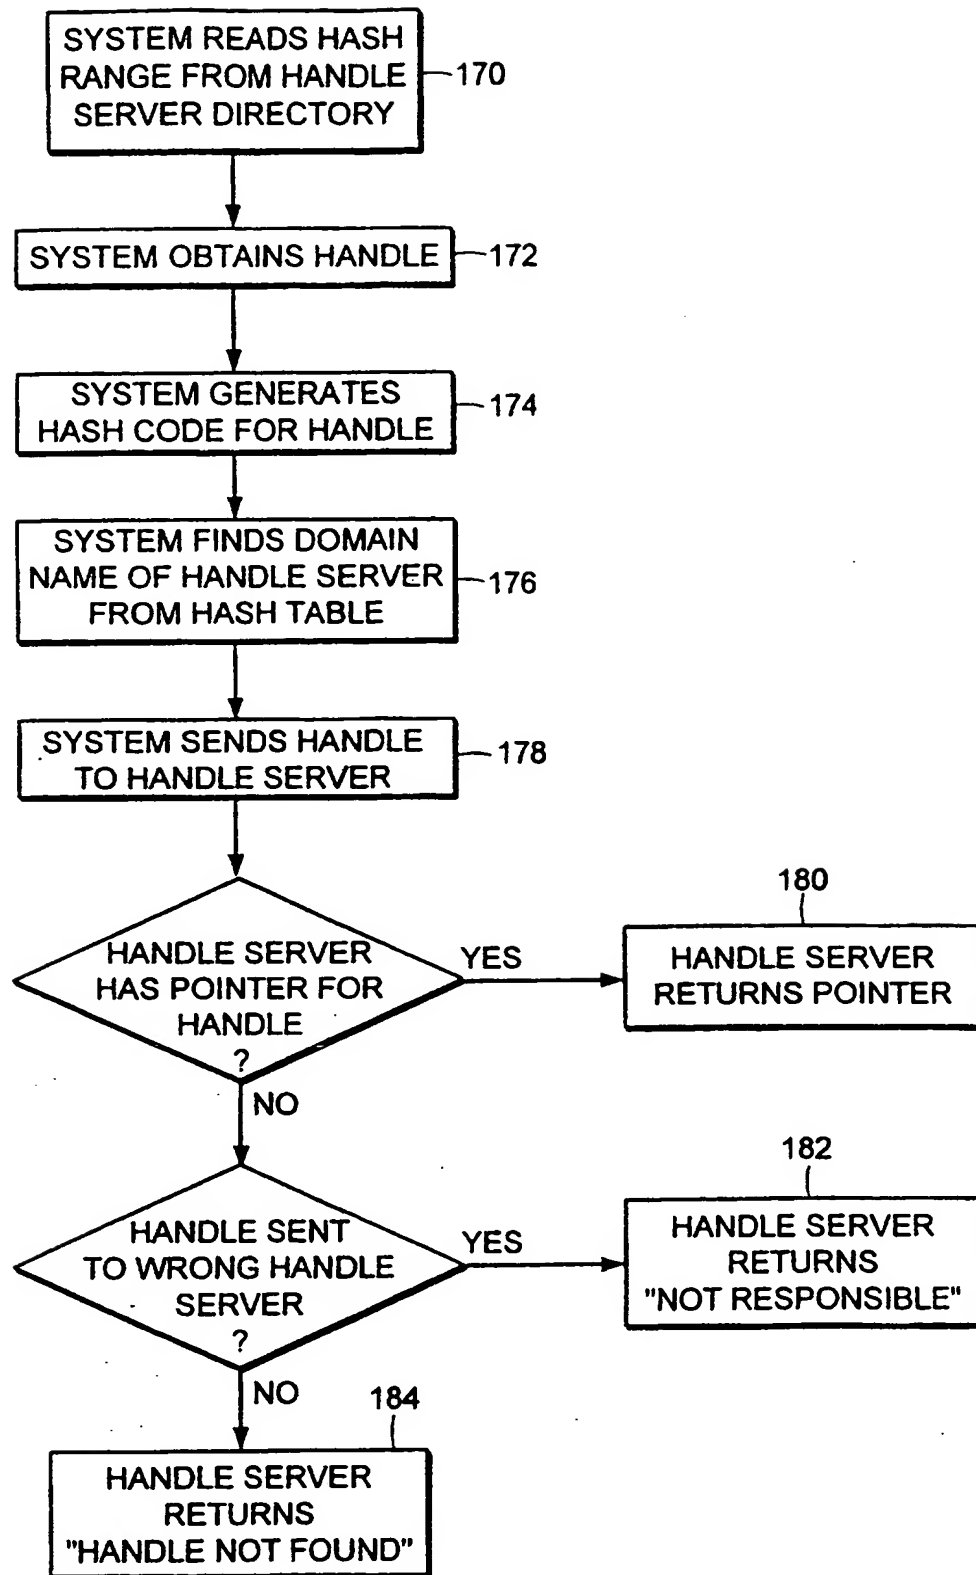 SYSTEM READS HASH
RANGE FROM HANDLE
SERVER DIRECTORY
170
SYSTEM OBTAINS HANDLE
172
SYSTEM GENERATES
HASH CODE FOR HANDLE
174
SYSTEM FINDS DOMAIN
NAME OF HANDLE SERVER
FROM HASH TABLE
176
SYSTEM SENDS HANDLE
TO HANDLE SERVER
178
HANDLE SERVER
HAS POINTER FOR
HANDLE
?
YES
180
HANDLE SERVER
RETURNS POINTER
NO
HANDLE SENT
TO WRONG HANDLE
SERVER
?
YES
182
HANDLE SERVER
RETURNS
"NOT RESPONSIBLE"
NO
184
HANDLE SERVER
RETURNS
"HANDLE NOT FOUND"